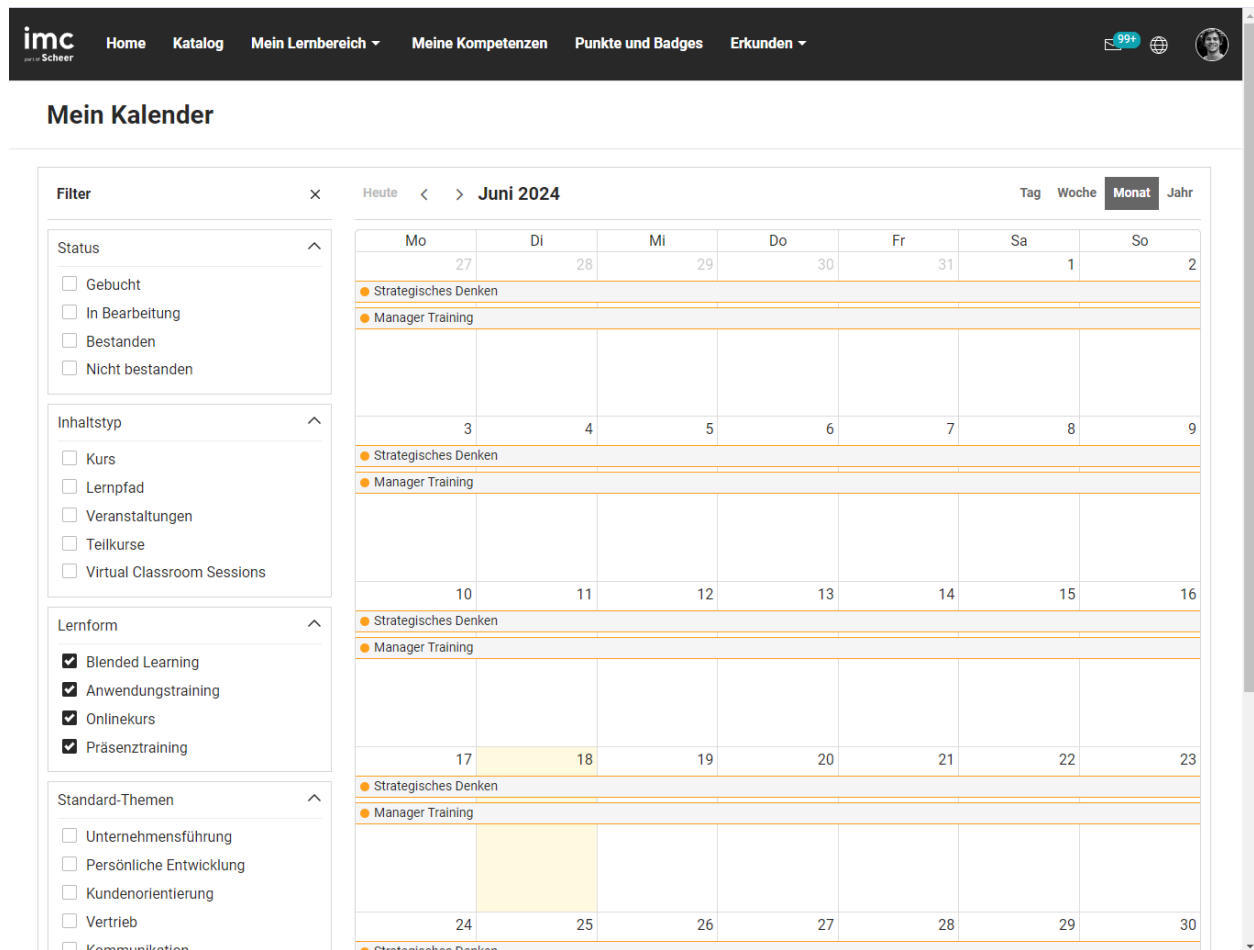 imc
part of Scheer
Home Katalog Mein Lernbereich Meine Kompetenzen Punkte und Badges Erkunden
99+
Mein Kalender
Filter
Status
Gebucht
In Bearbeitung
Bestanden
Nicht bestanden
Inhaltstyp
Kurs
Lernpfad
Veranstaltungen
Teilkurse
Virtual Classroom Sessions
Lernform
Blended Learning
Anwendungstraining
Onlinekurs
Präsenztraining
Standard-Themen
Unternehmensführung
Persönliche Entwicklung
Kundenorientierung
Vertrieb
Kommunikation
Heute Juni 2024 Tag Woche Monat Jahr
Mo Di Mi Do Fr Sa So
27 28 29 30 31 1 2
Strategisches Denken
Manager Training
3 4 5 6 7 8 9
Strategisches Denken
Manager Training
10 11 12 13 14 15 16
Strategisches Denken
Manager Training
17 18 19 20 21 22 23
Strategisches Denken
Manager Training
24 25 26 27 28 29 30
Strategisches Denken